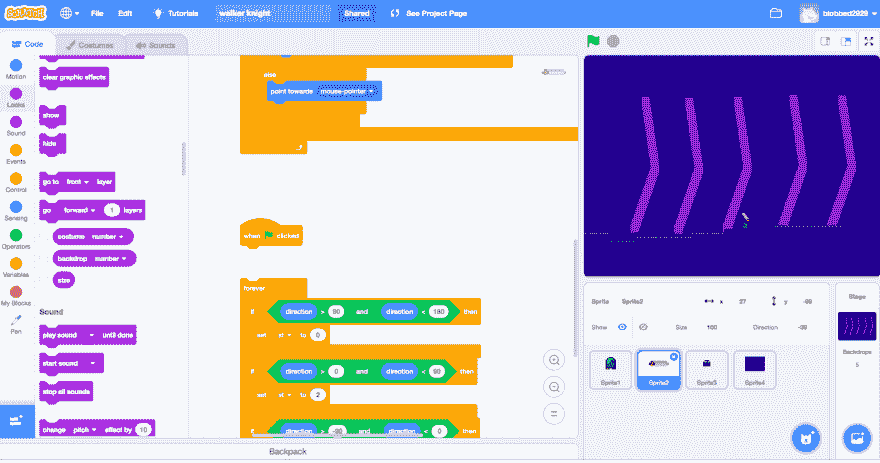 SCRATCH File Edit Tutorials walker knight Shared See Project Page blobbed2929
Code Costumes Sounds
Motion
Looks
Sound
Events
Control
Sensing
Operators
Variables
My Blocks
Pen
clear graphic effects
show
hide
go to front layer
go forward 1 layers
costume number
backdrop number
size
Sound
play sound until done
start sound
stop all sounds
change pitch effect by 10
else
point towards mouse-pointer
when clicked
forever
if direction > 90 and direction < 180 then
set st to 0
if direction > 0 and direction < 90 then
set st to 2
if direction > -90 and direction < 0 then
Backpack
Sprite Sprite2 x 27 y
Show Size 100 Direction
Sprite1 Sprite2 Sprite3 Sprite4
Stage
Backdrops
5